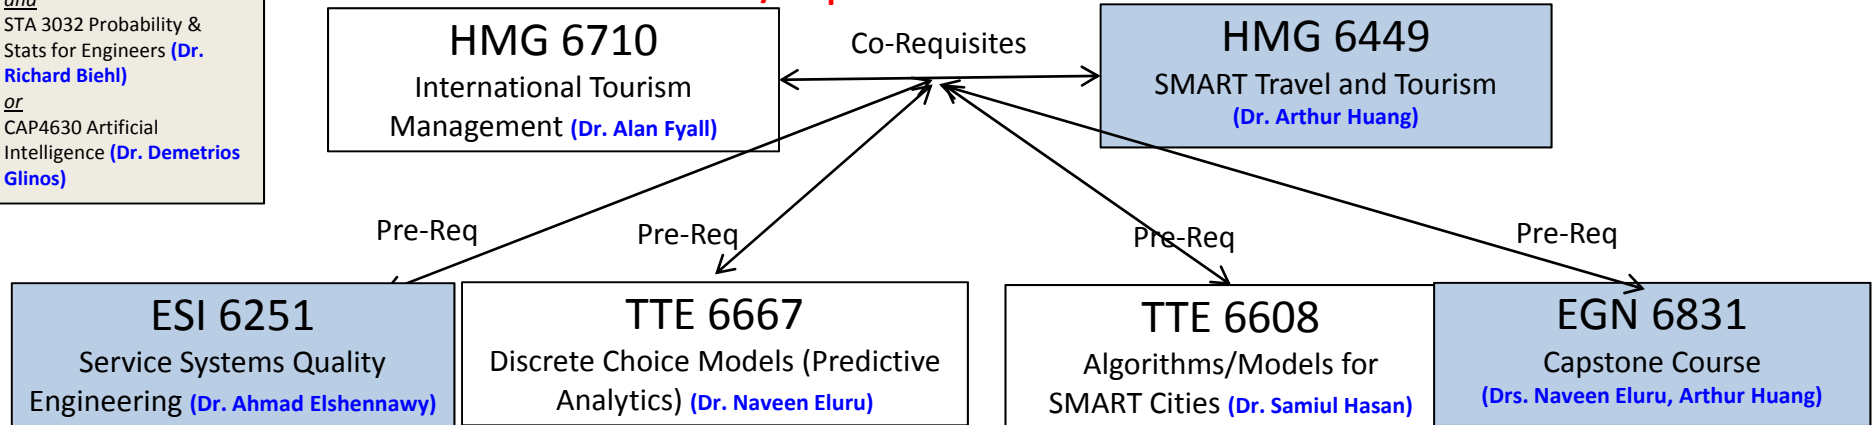 and
STA 3032 Probability &
Stats for Engineers (Dr.
Richard Biehl)
or
CAP4630 Artificial
Intelligence (Dr. Demetrios
Glinos)
HMG 6710
International Tourism
Management (Dr. Alan Fyall)
Co-Requisites
HMG 6449
SMART Travel and Tourism
(Dr. Arthur Huang)
Pre-Req
Pre-Req
Pre-Req
Pre-Req
ESI 6251
Service Systems Quality
Engineering (Dr. Ahmad Elshennawy)
TTE 6667
Discrete Choice Models (Predictive
Analytics) (Dr. Naveen Eluru)
TTE 6608
Algorithms/Models for
SMART Cities (Dr. Samiul Hasan)
EGN 6831
Capstone Course
(Drs. Naveen Eluru, Arthur Huang)